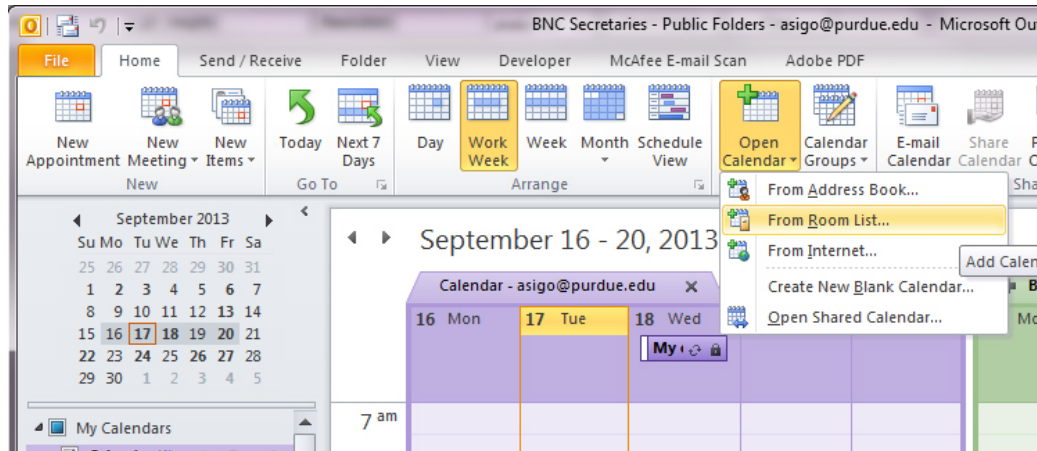 BNC Secretaries - Public Folders - asigo@purdue.edu - Microsoft Ou
File Home Send / Receive Folder View Developer McAfee E-mail Scan Adobe PDF
New Appointment
New Meeting
New Items
Today
Next 7 Days
Day
Work Week
Week
Month
Schedule View
Open Calendar
Calendar Groups
E-mail Calendar
Share Calendar
New Go To Arrange Sha
From Address Book...
From Room List...
From Internet...
Create New Blank Calendar...
Open Shared Calendar...
Add Calen
September 2013
Su Mo Tu We Th Fr Sa
25 26 27 28 29 30 31
1 2 3 4 5 6 7
8 9 10 11 12 13 14
15 16 17 18 19 20 21
22 23 24 25 26 27 28
29 30 1 2 3 4 5
My Calendars
September 16 - 20, 2013
Calendar - asigo@purdue.edu
16 Mon 17 Tue 18 Wed
My
7 am